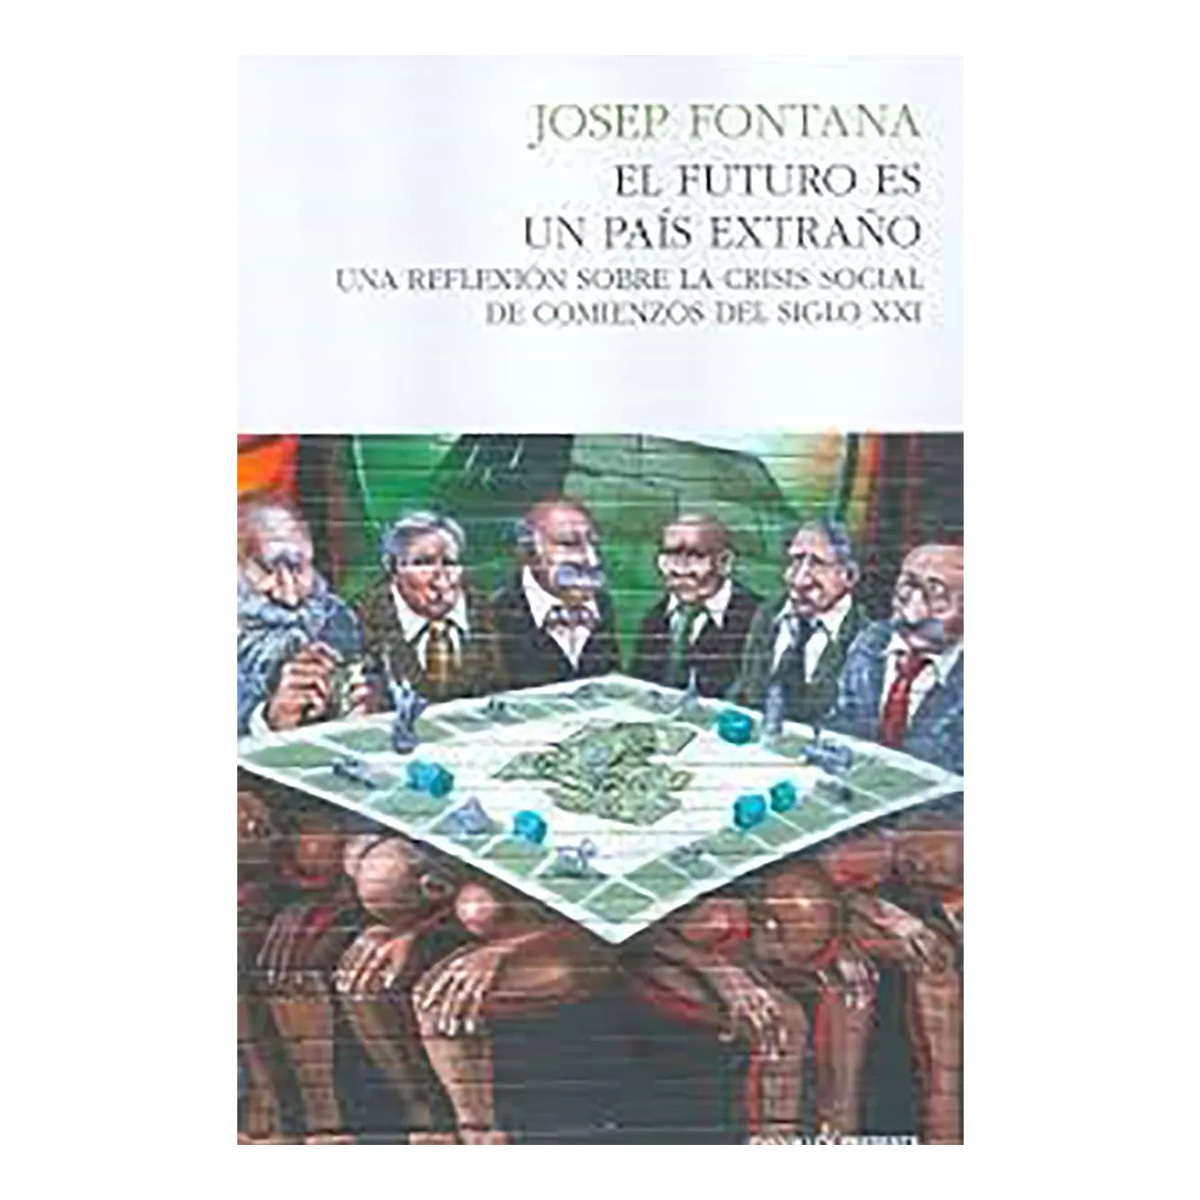 JOSEP FONTANA
EL FUTURO ES
UN PAÍS EXTRAÑO
UNA REFLEXIÓN SOBRE LA CRISIS SOCIAL
DE COMIENZOS DEL SIGLO XXI